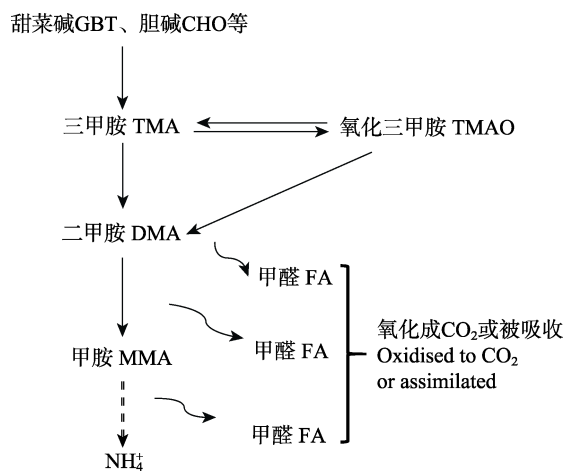 甜菜碱GBT、胆碱CHO等
三甲胺 TMA
氧化三甲胺 TMAO
二甲胺 DMA
甲醛 FA
氧化成CO₂或被吸收
Oxidised to CO₂
or assimilated
甲醛 FA
甲胺 MMA
甲醛 FA
NH₄⁺